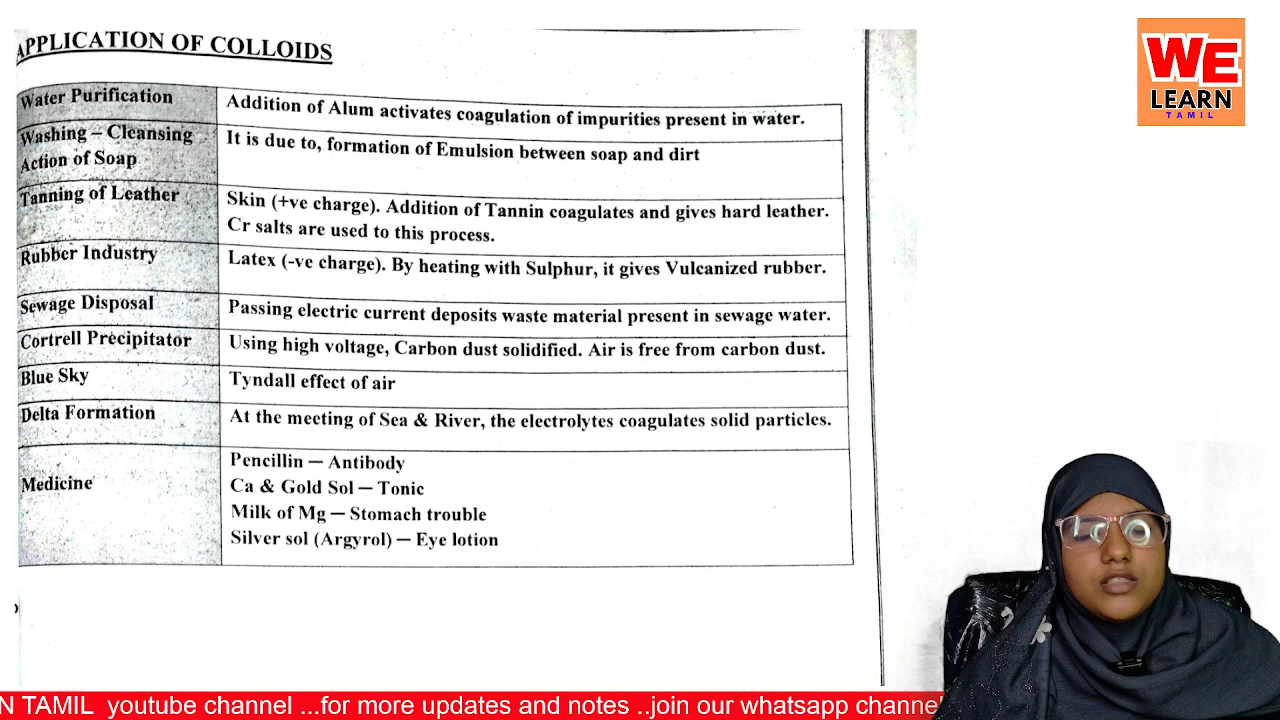 APPLICATION OF COLLOIDS
Water Purification
Addition of Alum activates coagulation of impurities present in water.
Washing – Cleansing
Action of Soap
It is due to, formation of Emulsion between soap and dirt
Tanning of Leather
Skin (+ve charge). Addition of Tannin coagulates and gives hard leather.
Cr salts are used to this process.
Rubber Industry
Latex (-ve charge). By heating with Sulphur, it gives Vulcanized rubber.
Sewage Disposal
Passing electric current deposits waste material present in sewage water.
Cortrell Precipitator
Using high voltage, Carbon dust solidified. Air is free from carbon dust.
Blue Sky
Tyndall effect of air
Delta Formation
At the meeting of Sea & River, the electrolytes coagulates solid particles.
Medicine
Pencillin — Antibody
Ca & Gold Sol — Tonic
Milk of Mg — Stomach trouble
Silver sol (Argyrol) — Eye lotion
WE
LEARN
TAMIL
N TAMIL youtube channel ...for more updates and notes ..join our whatsapp channel